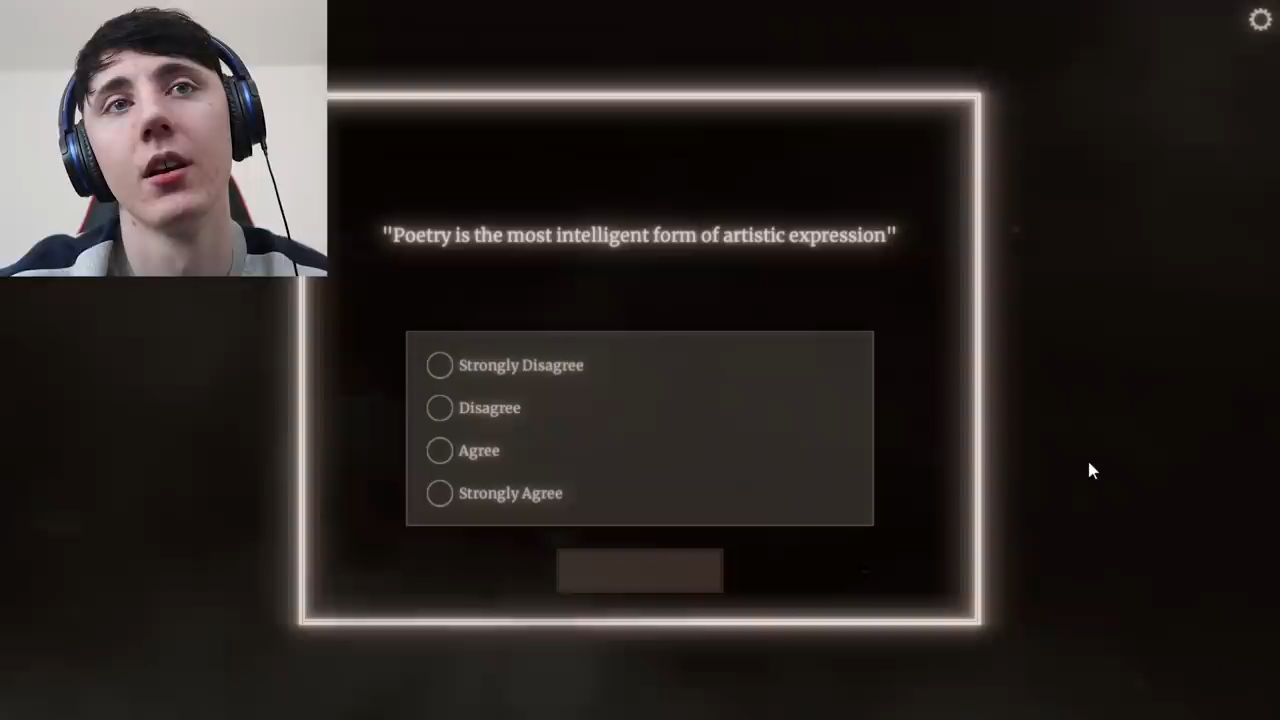 "Poetry is the most intelligent form of artistic expression"
Strongly Disagree
Disagree
Agree
Strongly Agree